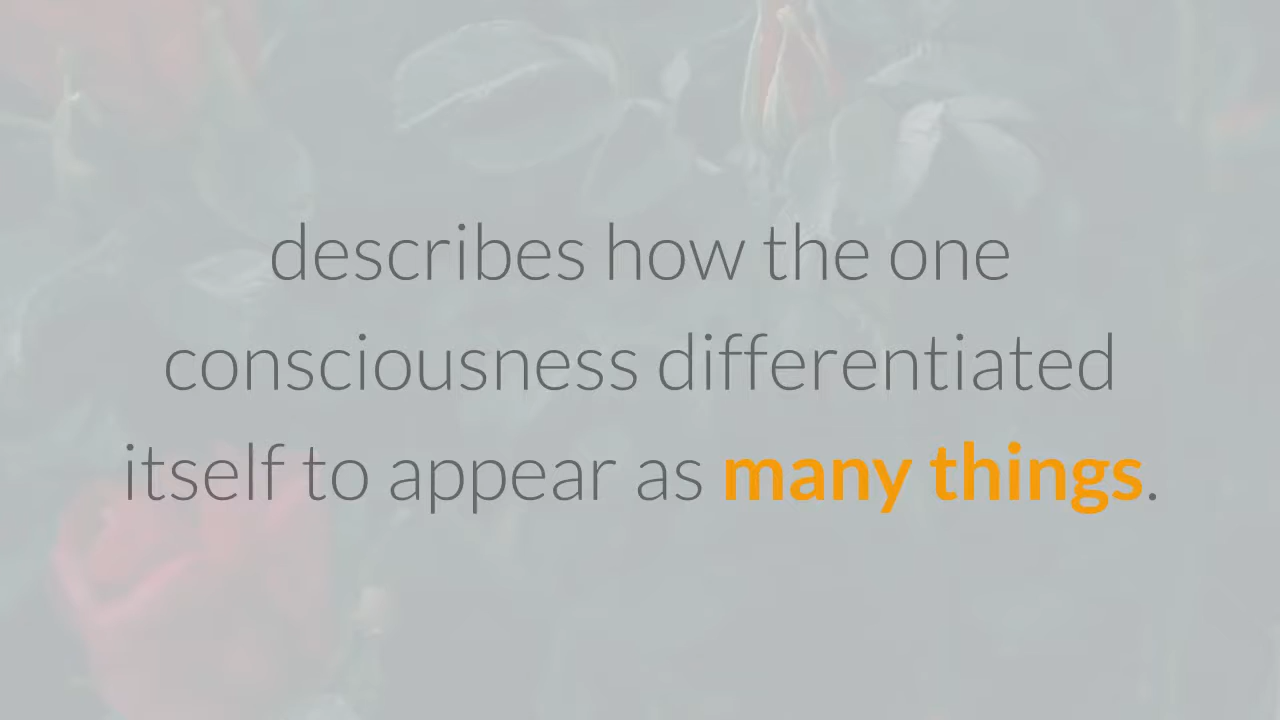 describes how the one
consciousness differentiated
itself to appear as many things.